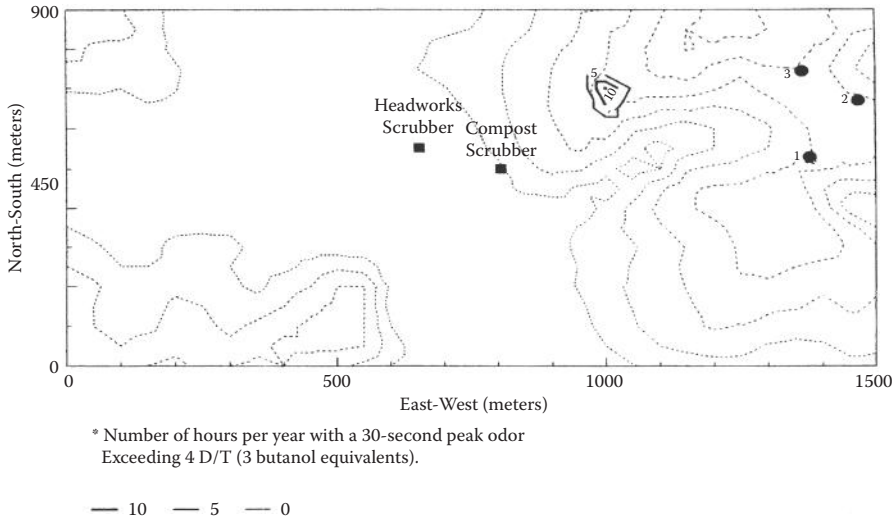 900
3
5
10
2
Headworks
Scrubber
Compost
Scrubber
1
450
North-South (meters)
0
0
500
1000
1500
East-West (meters)
* Number of hours per year with a 30-second peak odor
Exceeding 4 D/T (3 butanol equivalents).
10 5 0